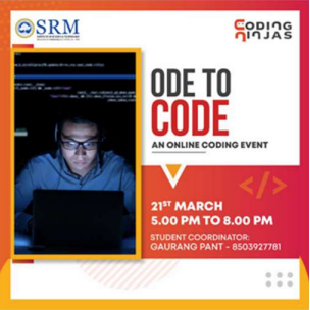 SRM
CODING
NINJAS
ODE TO
CODE
AN ONLINE CODING EVENT
</>
21ST MARCH
5.00 PM TO 8.00 PM
STUDENT COORDINATOR:
GAURANG PANT - 8503927781